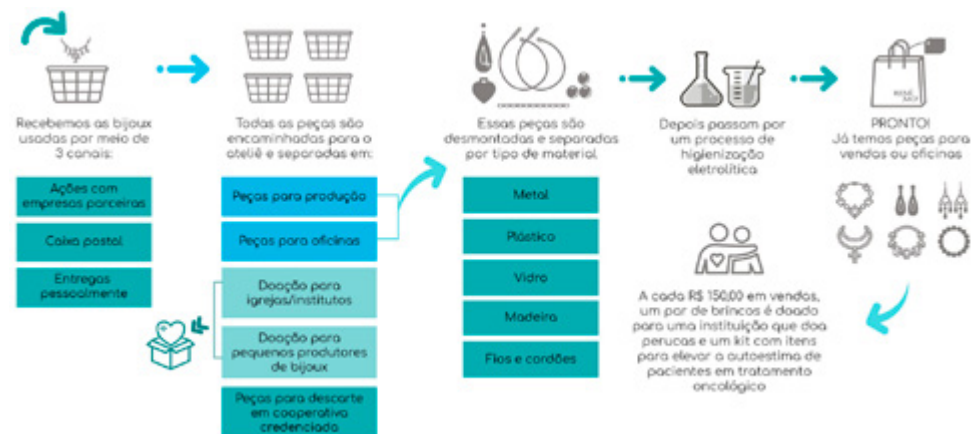 Recebemos as bijoux
usadas por meio de
3 canais:
Ações com
empresas parceiras
Caixa postal
Entregas
pessoalmente
Todas as peças são
encaminhadas para o
ateliê e separadas em:
Peças para produção
Peças para oficinas
Doação para
igrejas/institutos
Doação para
pequenos produtores
de bijoux
Peças para descarte
em cooperativa
credenciada
Essas peças são
desmontadas e separadas
por tipo de material
Metal
Plástico
Vidro
Madeira
Fios e cordões
Depois passam por
um processo de
higienização
eletrolítica
PRONTO!
Já temos peças para
vendas ou oficinas
A cada R$ 150,00 em vendas,
um par de brincos é doado
para uma instituição que doa
perucas e um kit com itens
para elevar a autoestima de
pacientes em tratamento
oncológico